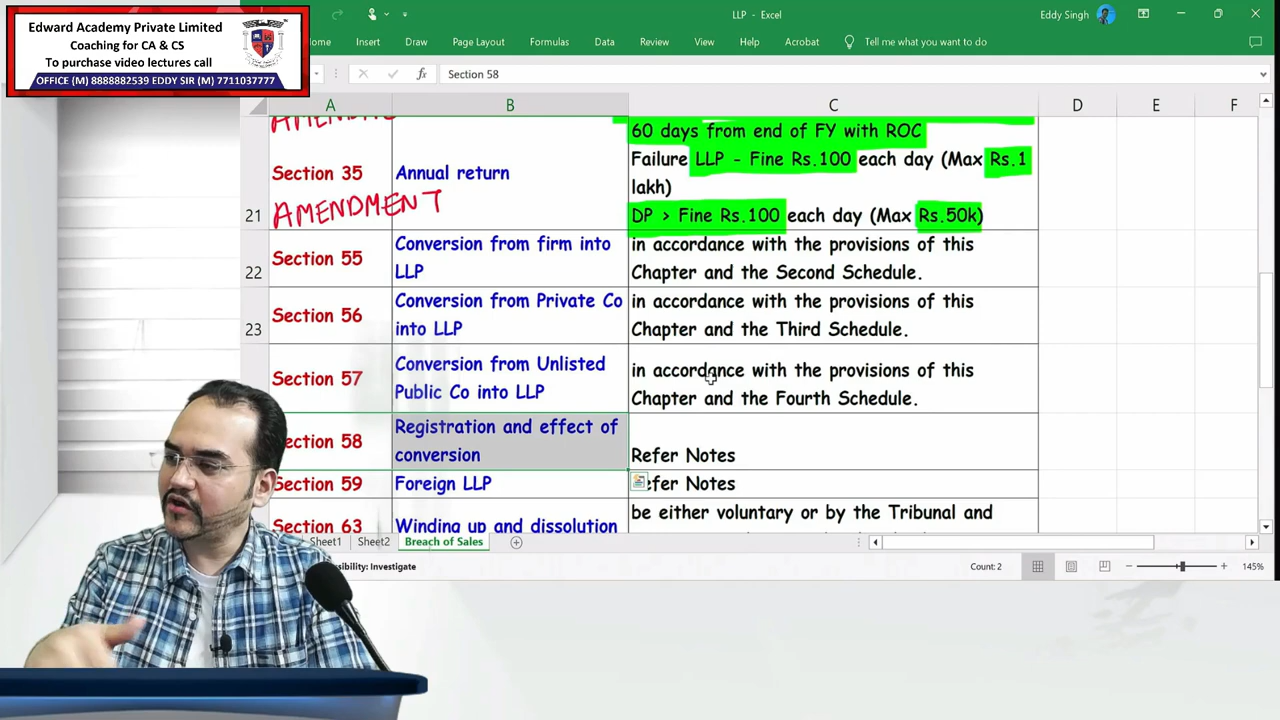 Edward Academy Private Limited
Coaching for CA & CS
To purchase video lectures call
OFFICE (M) 8888882539 EDDY SIR (M) 7711037777
LLP - Excel
Eddy Singh
Home Insert Draw Page Layout Formulas Data Review View Help Acrobat Tell me what you want to do
fx Section 58
A B C D E F
60 days from end of FY with ROC
Failure LLP - Fine Rs.100 each day (Max Rs.1
lakh)
21 Section 35 Annual return
AMENDMENT
DP > Fine Rs.100 each day (Max Rs.50k)
22 Section 55 Conversion from firm into
LLP
in accordance with the provisions of this
Chapter and the Second Schedule.
23 Section 56 Conversion from Private Co
into LLP
in accordance with the provisions of this
Chapter and the Third Schedule.
Section 57 Conversion from Unlisted
Public Co into LLP
in accordance with the provisions of this
Chapter and the Fourth Schedule.
Section 58 Registration and effect of
conversion
Refer Notes
Section 59 Foreign LLP
Refer Notes
Section 63 Winding up and dissolution
be either voluntary or by the Tribunal and
Sheet1 Sheet2 Breach of Sales
Investigate
Count: 2
145%